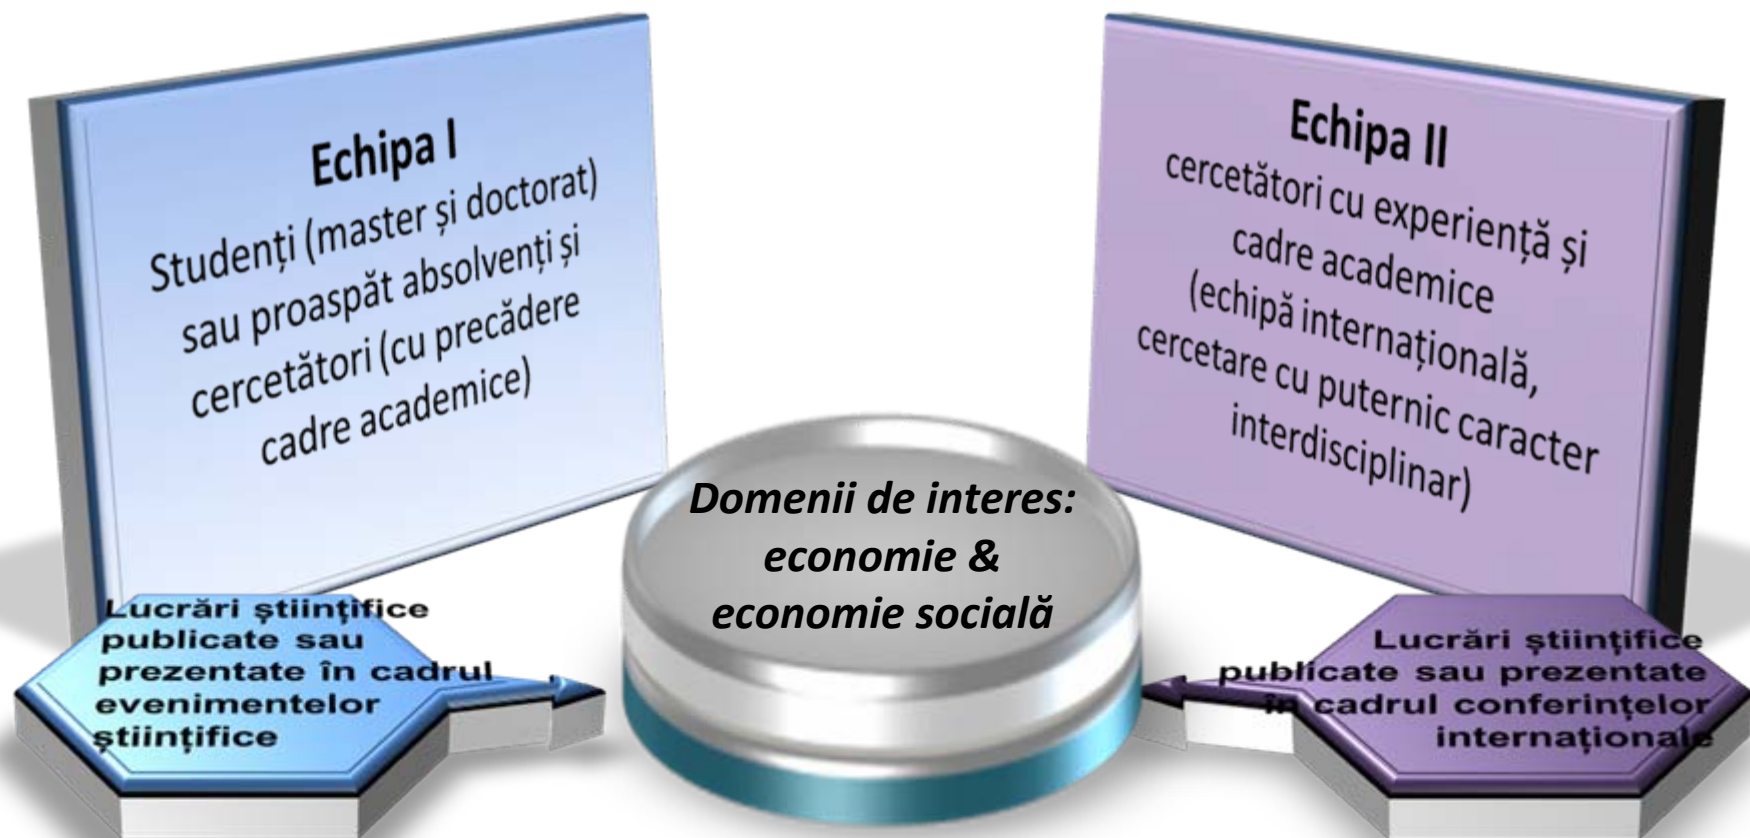 Echipa I
Studenți (master și doctorat)
sau proaspăt absolvenți și
cercetători (cu precădere
cadre academice)
Echipa II
cercetători cu experiență și
cadre academice
(echipă internațională,
cercetare cu puternic caracter
interdisciplinar)
Domenii de interes:
economie &
economie socială
Lucrări științifice
publicate sau
prezentate în cadrul
evenimentelor
științifice
Lucrări științifice
publicate sau prezentate
în cadrul conferințelor
internaționale